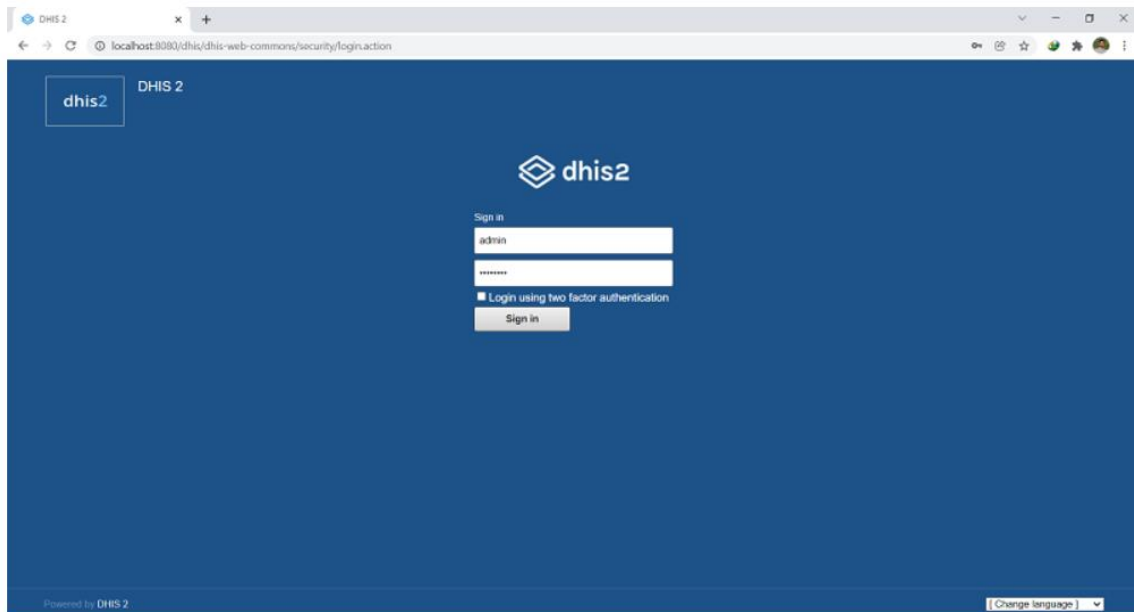 DHIS 2
localhost:8080/dhis/dhis-web-commons/security/login.action
dhis2
DHIS 2
dhis2
Sign in
admin
••••••••
Login using two factor authentication
Sign in
Powered by DHIS 2
[ Change language ]